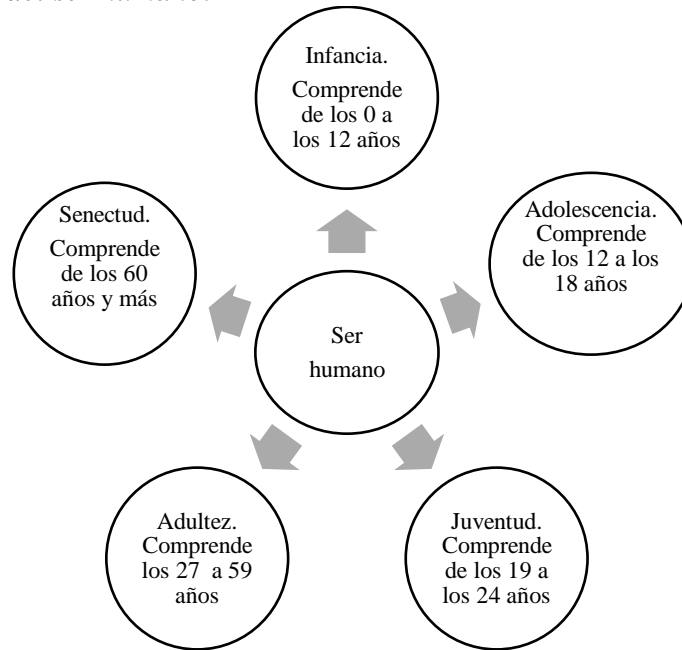 Infancia.
Comprende
de los 0 a
los 12 años
Adolescencia.
Comprende
de los 12 a los
18 años
Juventud.
Comprende
de los 19 a
los 24 años
Adultez.
Comprende
los 27 a 59
años
Senectud.
Comprende
de los 60
años y más
Ser
humano